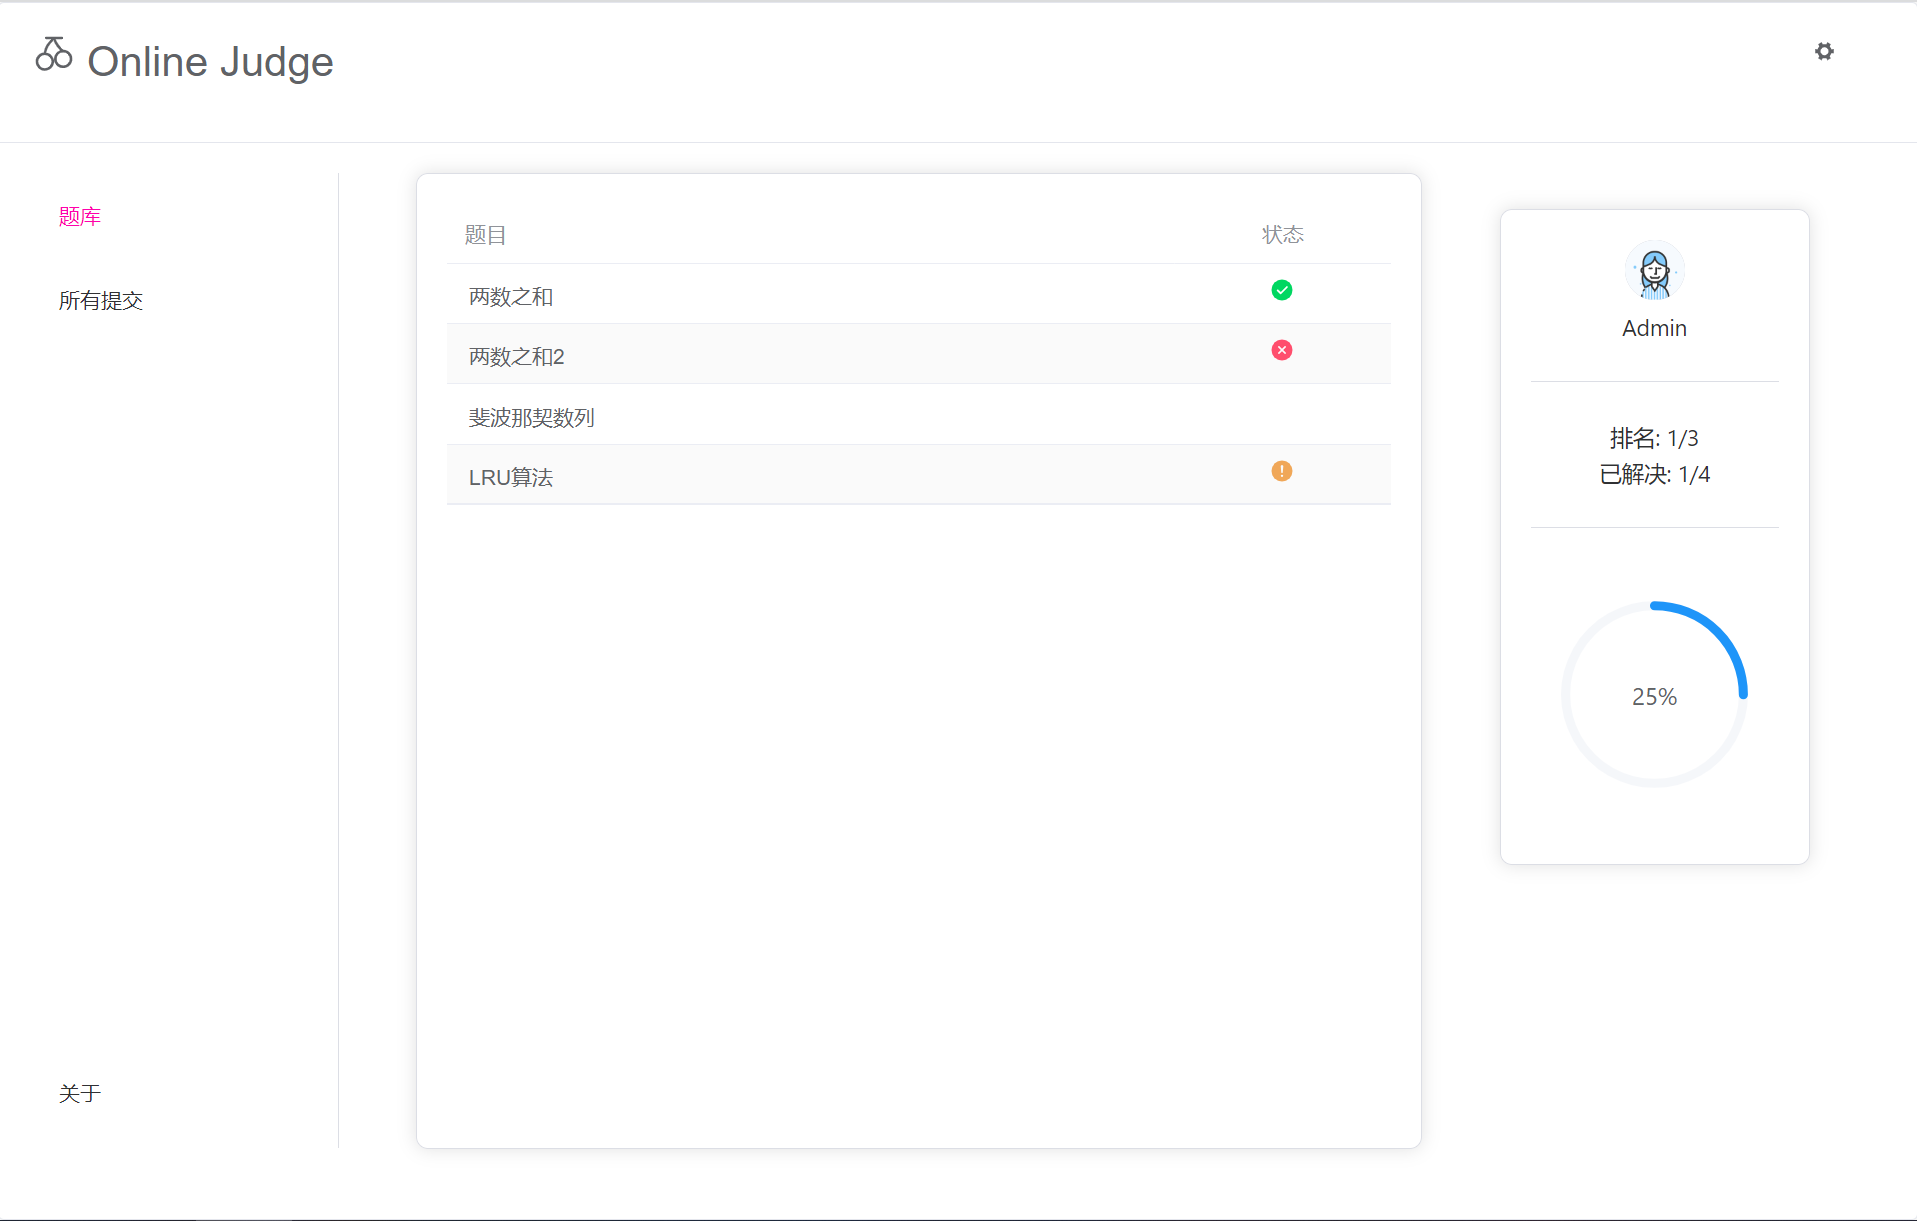 Online Judge
题库
所有提交
关于
题目 状态
两数之和
两数之和2
斐波那契数列
LRU算法
Admin
排名: 1/3
已解决: 1/4
25%